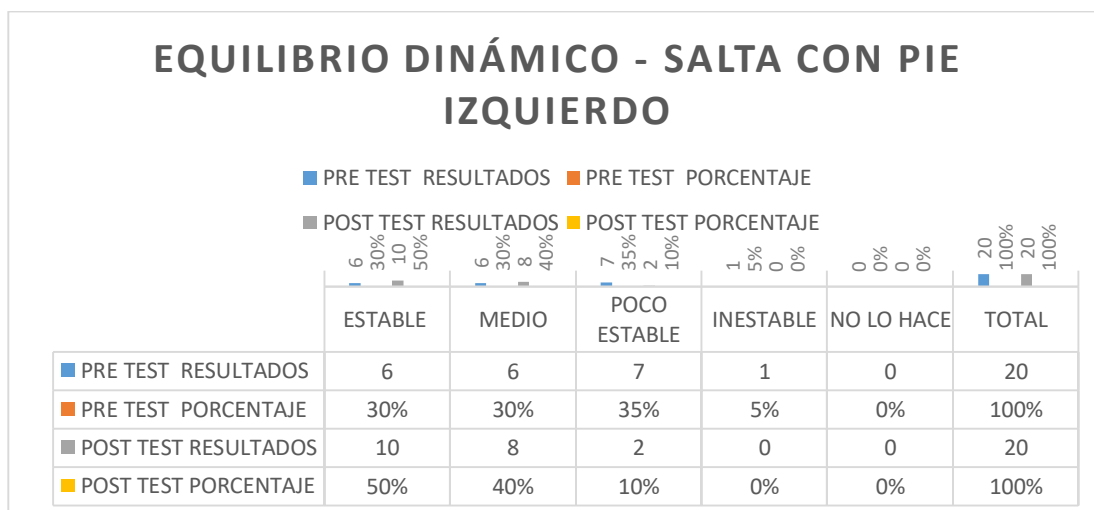 EQUILIBRIO DINÁMICO - SALTA CON PIE
IZQUIERDO
PRE TEST RESULTADOS PRE TEST PORCENTAJE
POST TEST RESULTADOS POST TEST PORCENTAJE
6 30% 10 50% 6 30% 8 40% 7 35% 2 10% 1 5% 0 0% 0 0% 0 0% 20 100% 20 100%
ESTABLE MEDIO POCO ESTABLE INESTABLE NO LO HACE TOTAL
PRE TEST RESULTADOS 6 6 7 1 0 20
PRE TEST PORCENTAJE 30% 30% 35% 5% 0% 100%
POST TEST RESULTADOS 10 8 2 0 0 20
POST TEST PORCENTAJE 50% 40% 10% 0% 0% 100%